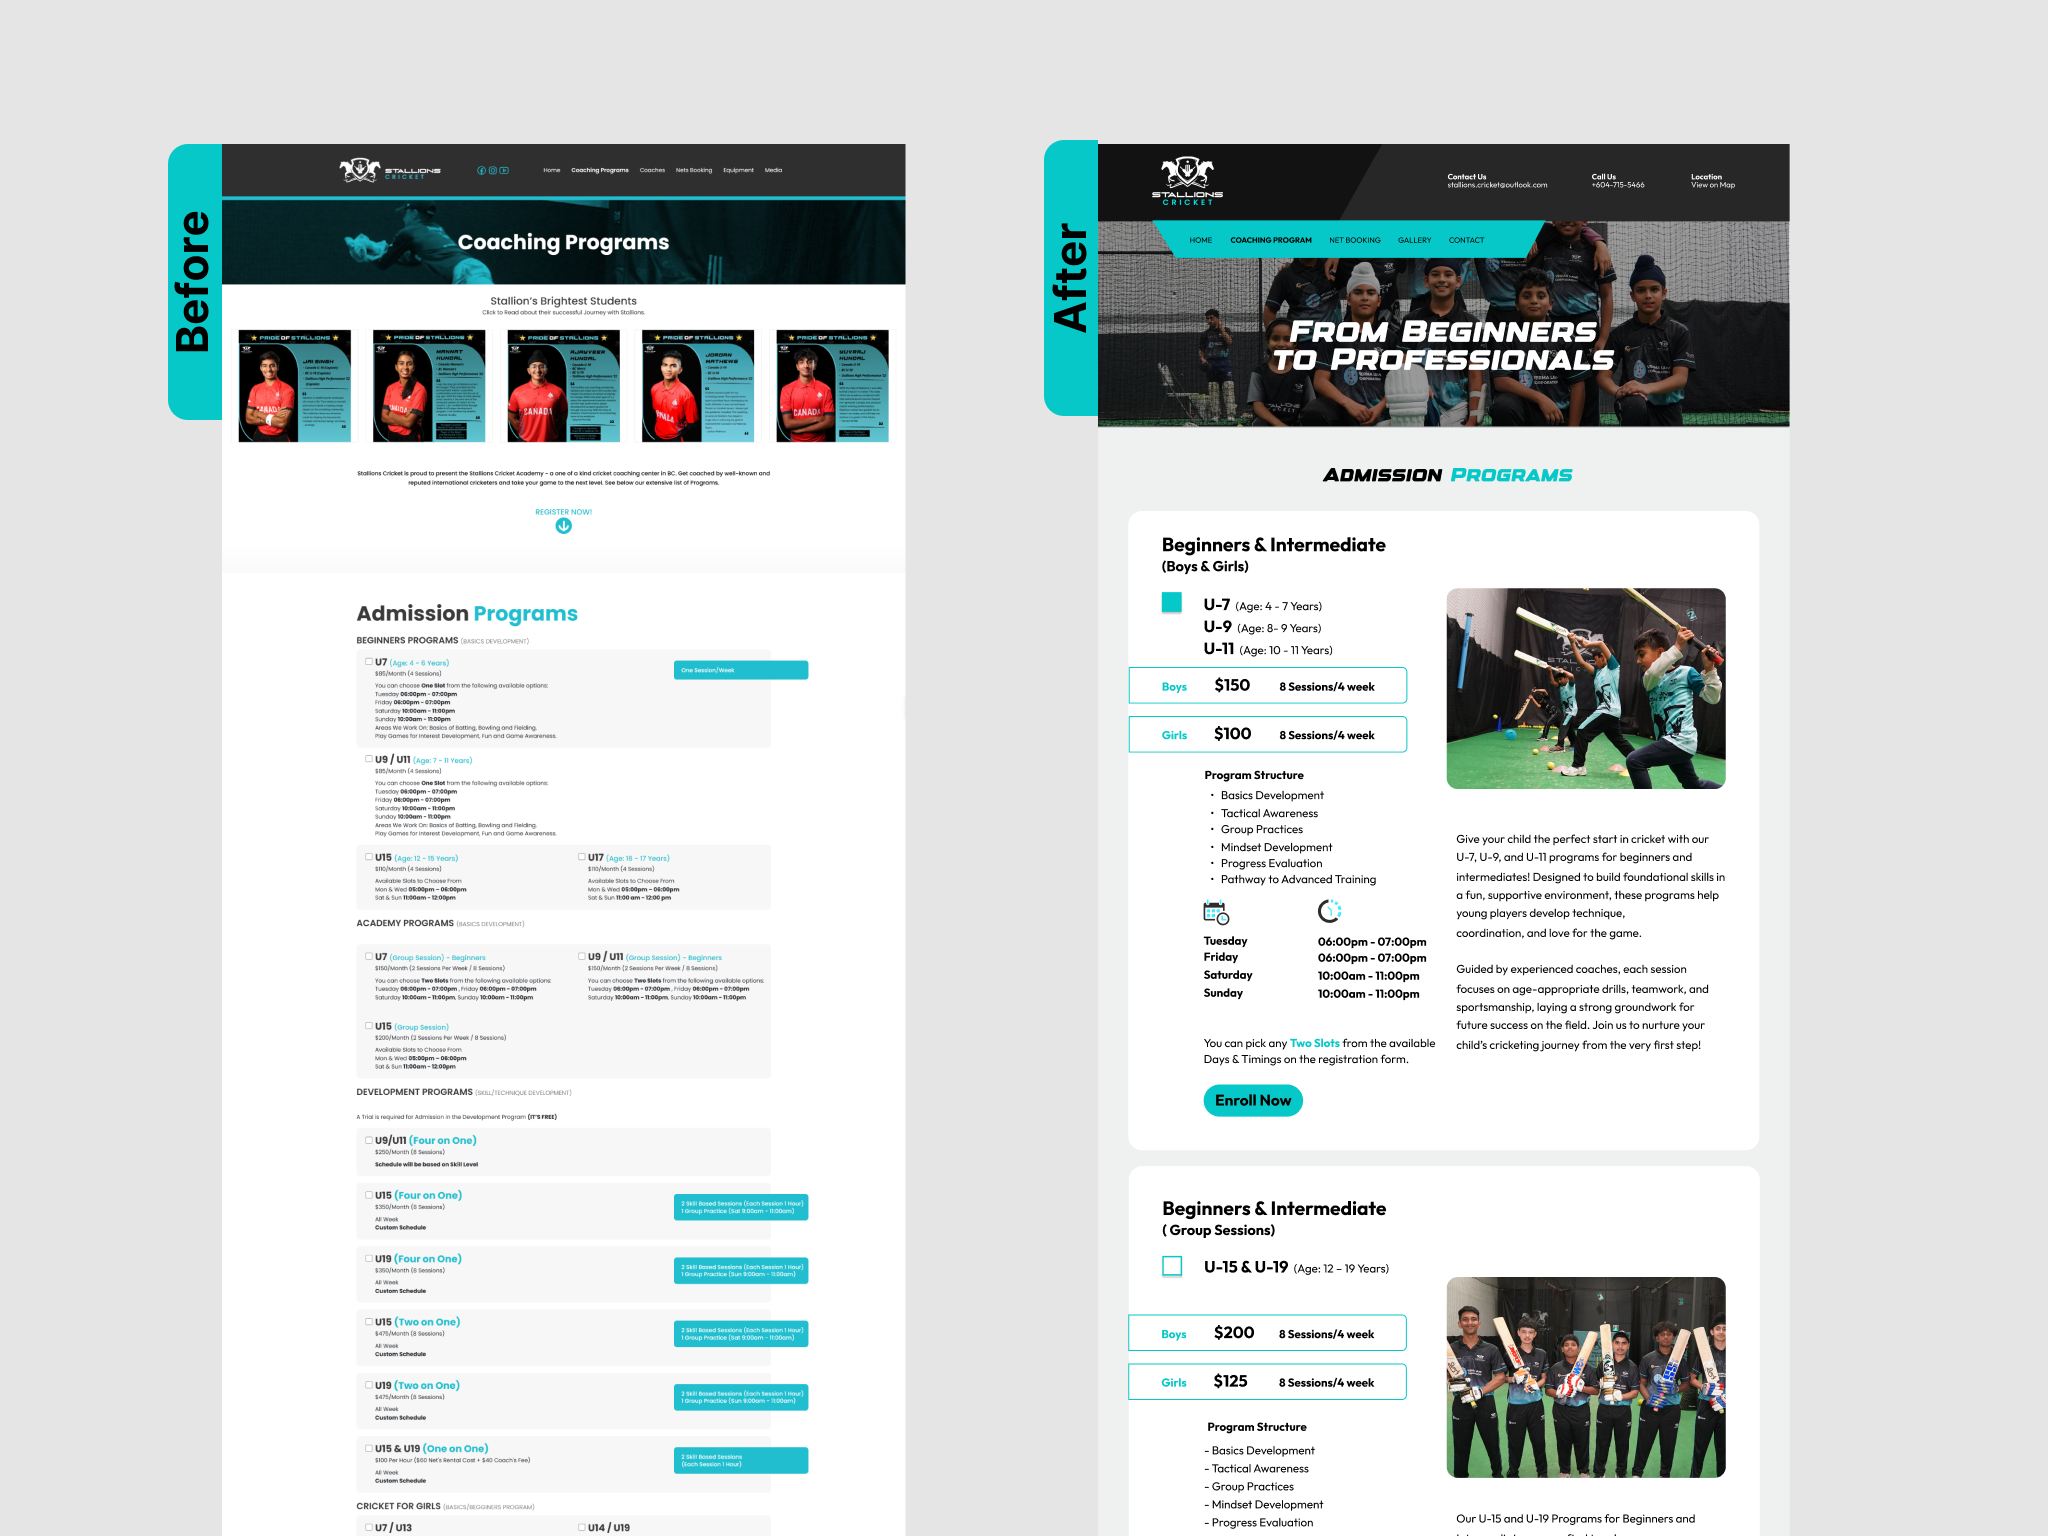 Before
STALLIONS
CRICKET
Home Coaching Programs Coaches Nets Booking Equipment Media
Coaching Programs
Stallion's Brightest Students
Click to Read about their successful Journey with Stallions.
PRIDE OF STALLIONS
JAI SINGH
CANADA
PRIDE OF STALLIONS
MANNAT
HUNDAL
CANADA
PRIDE OF STALLIONS
AJAYVEER
HUNDAL
CANADA
PRIDE OF STALLIONS
JORDAN
MATHEWS
PRIDE OF STALLIONS
YUVRAJ
HUNDAL
CANADA
Stallions Cricket is proud to present the Stallions Cricket Academy - a one of a kind cricket coaching center in BC. Get coached by well-known and
reputed international cricketers and take your game to the next level. See below our extensive list of Programs.
REGISTER NOW!
Admission Programs
BEGINNERS PROGRAMS (BASICS DEVELOPMENT)
U7 (Age: 4 - 6 Years)
$85/Month (4 Sessions)
You can choose One Slot from the following available options:
Tuesday 06:00pm - 07:00pm
Friday 06:00pm - 07:00pm
Saturday 10:00am - 11:00pm
Sunday 10:00am - 11:00pm
Areas We Work On: Basics of Batting, Bowling and Fielding.
Play Games for Interest Development, Fun and Game Awareness.
One Session/Week
U9 / U11 (Age: 7 - 11 Years)
$85/Month (4 Sessions)
You can choose One Slot from the following available options:
Tuesday 06:00pm - 07:00pm
Friday 06:00pm - 07:00pm
Saturday 10:00am - 11:00pm
Sunday 10:00am - 11:00pm
Areas We Work On: Basics of Batting, Bowling and Fielding.
Play Games for Interest Development, Fun and Game Awareness.
U15 (Age: 12 - 15 Years)
$110/Month (4 Sessions)
Available Slots to Choose From
Mon & Wed 05:00pm - 06:00pm
Sat & Sun 11:00am - 12:00pm
U17 (Age: 16 - 17 Years)
$110/Month (4 Sessions)
Available Slots to Choose From
Mon & Wed 05:00pm - 06:00pm
Sat & Sun 11:00 am - 12:00 pm
ACADEMY PROGRAMS (BASICS DEVELOPMENT)
U7 (Group Session) - Beginners
$150/Month (2 Sessions Per Week / 8 Sessions)
You can choose Two Slots from the following available options:
Tuesday 06:00pm - 07:00pm , Friday 06:00pm - 07:00pm
Saturday 10:00am - 11:00pm, Sunday 10:00am - 11:00pm
U9 / U11 (Group Session) - Beginners
$150/Month (2 Sessions Per Week / 8 Sessions)
You can choose Two Slots from the following available options:
Tuesday 06:00pm - 07:00pm , Friday 06:00pm - 07:00pm
Saturday 10:00am - 11:00pm, Sunday 10:00am - 11:00pm
U15 (Group Session)
$200/Month (2 Sessions Per Week / 8 Sessions)
Available Slots to Choose From
Mon & Wed 05:00pm - 06:00pm
Sat & Sun 11:00am - 12:00pm
DEVELOPMENT PROGRAMS (SKILL/TECHNIQUE DEVELOPMENT)
A Trial is required for Admission in the Development Program (IT'S FREE)
U9/U11 (Four on One)
$250/Month (8 Sessions)
Schedule will be based on Skill Level
U15 (Four on One)
$350/Month (8 Sessions)
All Week
Custom Schedule
2 Skill Based Sessions (Each Session 1 Hour)
1 Group Practice (Sat 9:00am - 11:00am)
U19 (Four on One)
$350/Month (8 Sessions)
All Week
Custom Schedule
2 Skill Based Sessions (Each Session 1 Hour)
1 Group Practice (Sun 9:00am - 11:00am)
U15 (Two on One)
$475/Month (8 Sessions)
All Week
Custom Schedule
2 Skill Based Sessions (Each Session 1 Hour)
1 Group Practice (Sat 9:00am - 11:00am)
U19 (Two on One)
$475/Month (8 Sessions)
All Week
Custom Schedule
2 Skill Based Sessions (Each Session 1 Hour)
1 Group Practice (Sun 9:00am - 11:00am)
U15 & U19 (One on One)
$100 Per Hour ($60 Net's Rental Cost + $40 Coach's Fee)
All Week
Custom Schedule
2 Skill Based Sessions
(Each Session 1 Hour)
CRICKET FOR GIRLS (BASICS/BEGGINERS PROGRAM)
U7 / U13
U14 / U19
After
STALLIONS
CRICKET
Contact Us
stallions.cricket@outlook.com
Call Us
+604-715-5466
Location
View on Map
HOME COACHING PROGRAM NET BOOKING GALLERY CONTACT
FROM BEGINNERS
TO PROFESSIONALS
ADMISSION PROGRAMS
Beginners & Intermediate
(Boys & Girls)
U-7 (Age: 4 - 7 Years)
U-9 (Age: 8- 9 Years)
U-11 (Age: 10 - 11 Years)
Boys $150 8 Sessions/4 week
Girls $100 8 Sessions/4 week
Program Structure
• Basics Development
• Tactical Awareness
• Group Practices
• Mindset Development
• Progress Evaluation
• Pathway to Advanced Training
Tuesday 06:00pm - 07:00pm
Friday 06:00pm - 07:00pm
Saturday 10:00am - 11:00pm
Sunday 10:00am - 11:00pm
You can pick any Two Slots from the available
Days & Timings on the registration form.
Enroll Now
Give your child the perfect start in cricket with our
U-7, U-9, and U-11 programs for beginners and
intermediates! Designed to build foundational skills in
a fun, supportive environment, these programs help
young players develop technique,
coordination, and love for the game.
Guided by experienced coaches, each session
focuses on age-appropriate drills, teamwork, and
sportsmanship, laying a strong groundwork for
future success on the field. Join us to nurture your
child's cricketing journey from the very first step!
Beginners & Intermediate
( Group Sessions)
U-15 & U-19 (Age: 12 – 19 Years)
Boys $200 8 Sessions/4 week
Girls $125 8 Sessions/4 week
Program Structure
- Basics Development
- Tactical Awareness
- Group Practices
- Mindset Development
- Progress Evaluation
Our U-15 and U-19 Programs for Beginners and